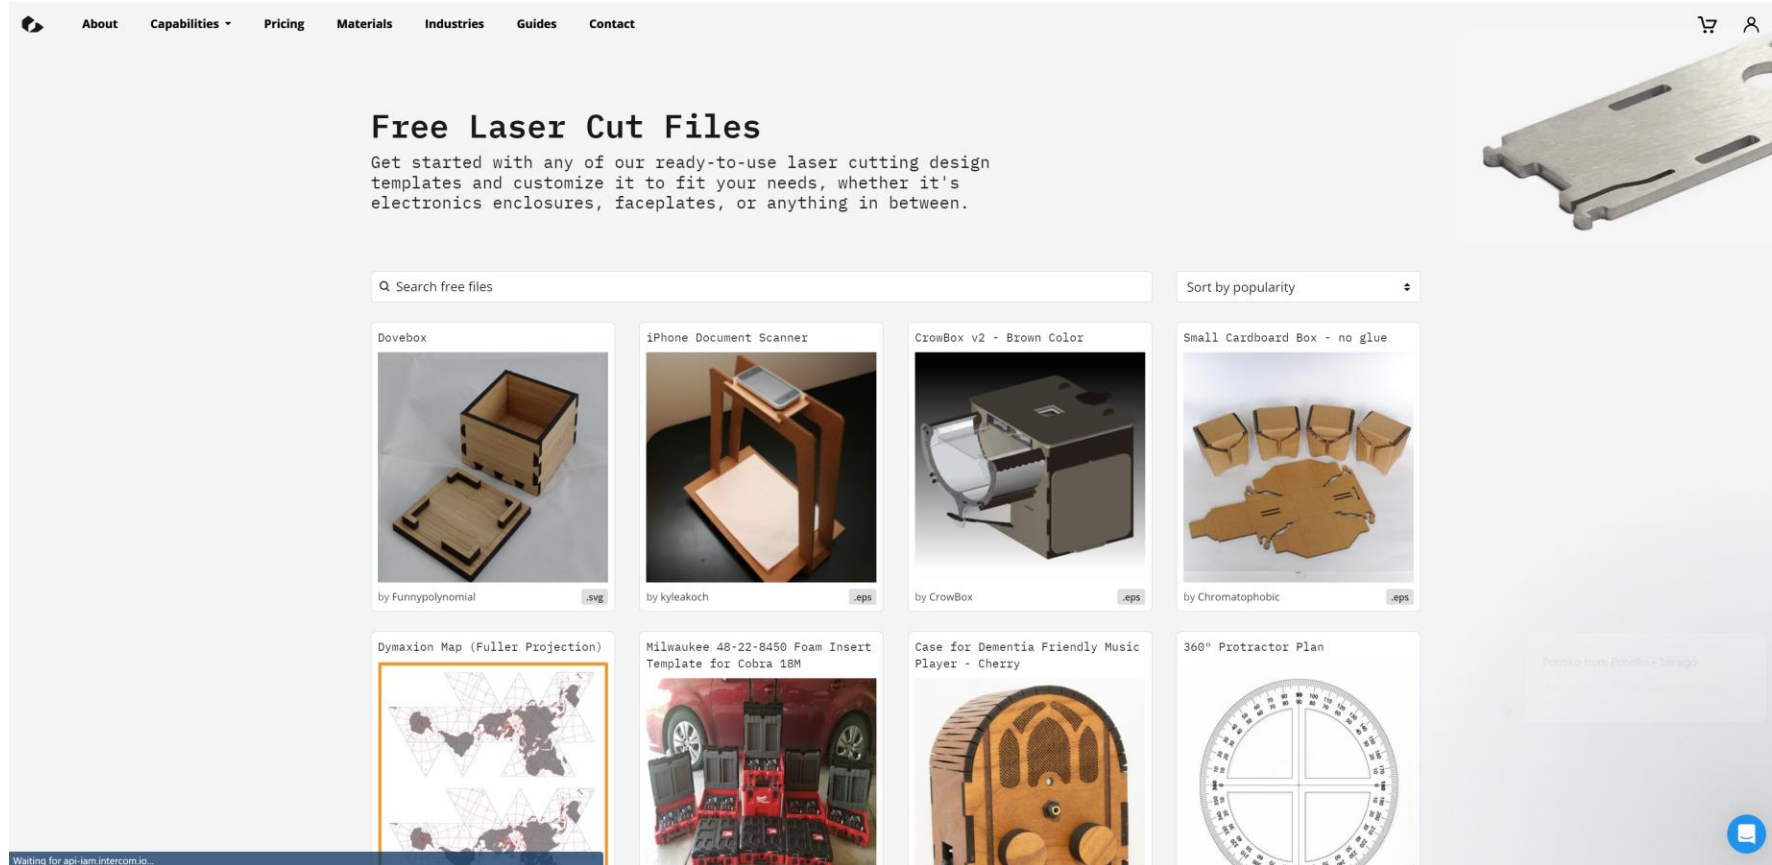 About Capabilities Pricing Materials Industries Guides Contact
Free Laser Cut Files
Get started with any of our ready-to-use laser cutting design
templates and customize it to fit your needs, whether it's
electronics enclosures, faceplates, or anything in between.
Search free files
Sort by popularity
Dovebox
by Funnypolynomial
.svg
iPhone Document Scanner
by kyleakoch
.eps
CrowBox v2 - Brown Color
by CrowBox
.eps
Small Cardboard Box - no glue
by Chromatophobic
.eps
Dymaxion Map (Fuller Projection)
Milwaukee 48-22-8450 Foam Insert
Template for Cobra 18M
Case for Dementia Friendly Music
Player - Cherry
360° Protractor Plan
Ponoko from Ponoko • 1m ago
Waiting for api-iam.intercom.io...